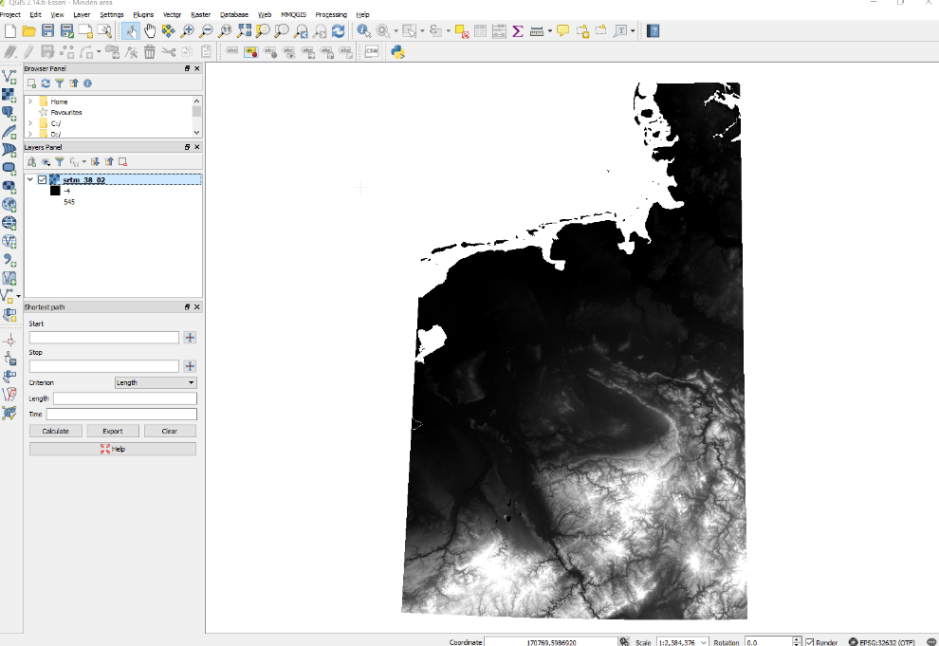 QGIS 2.14.6-Essen - Minden area
Project Edit View Layer Settings Plugins Vector Raster Database Web MMQGIS Processing Help
CSW
Browser Panel
Home
Favourites
C:/
D:/
Layers Panel
srtm_38_02
-4
545
Shortest path
Start
Stop
Criterion Length
Length
Time
Calculate Export Clear
Help
Coordinate 170769,5986920 Scale 1:2,384,376 Rotation 0.0 Render EPSG:32632 (OTF)